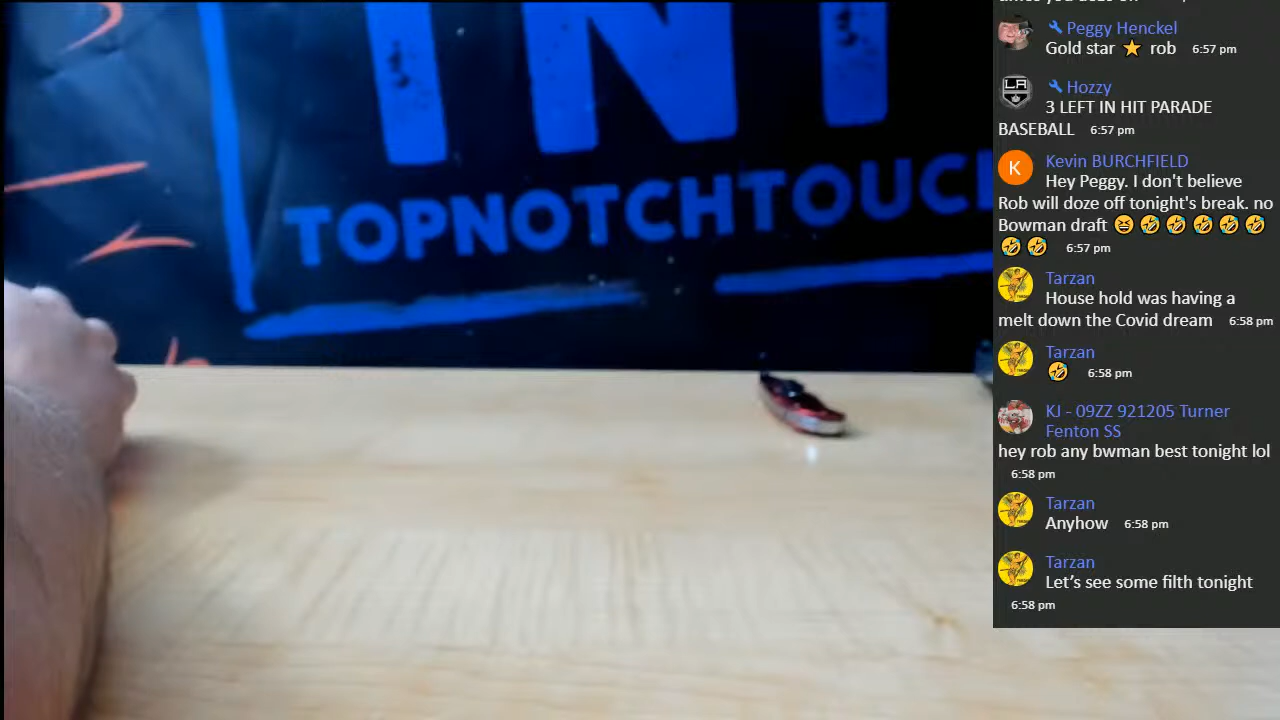 TNT
TOPNOTCHTOUC
Peggy Henckel
Gold star ⭐ rob 6:57 pm
Hozzy
3 LEFT IN HIT PARADE
BASEBALL 6:57 pm
K Kevin BURCHFIELD
Hey Peggy. I don't believe
Rob will doze off tonight's break. no
Bowman draft 😆 🤣 🤣 🤣 🤣 🤣
🤣 🤣 6:57 pm
Tarzan
House hold was having a
melt down the Covid dream 6:58 pm
Tarzan
🤣 6:58 pm
KJ - 09ZZ 921205 Turner
Fenton SS
hey rob any bwman best tonight lol
6:58 pm
Tarzan
Anyhow 6:58 pm
Tarzan
Let’s see some filth tonight
6:58 pm